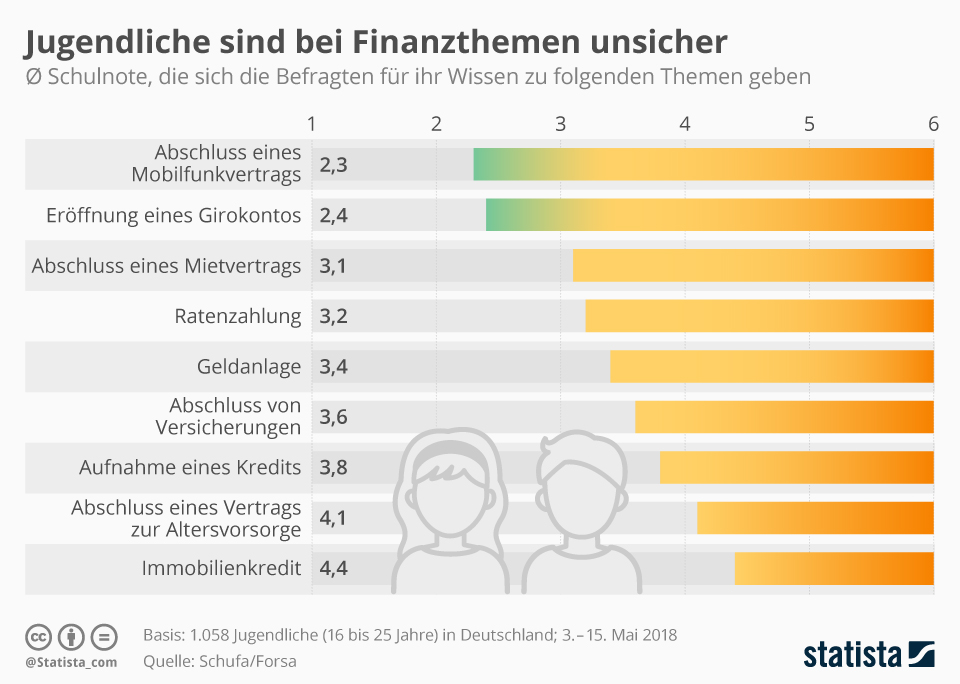 Jugendliche sind bei Finanzthemen unsicher
Ø Schulnote, die sich die Befragten für ihr Wissen zu folgenden Themen geben
1 2 3 4 5 6
Abschluss eines
Mobilfunkvertrags
2,3
Eröffnung eines Girokontos 2,4
Abschluss eines Mietvertrags 3,1
Ratenzahlung 3,2
Geldanlage 3,4
Abschluss von
Versicherungen
3,6
Aufnahme eines Kredits 3,8
Abschluss eines Vertrags
zur Altersvorsorge
4,1
Immobilienkredit 4,4
Basis: 1.058 Jugendliche (16 bis 25 Jahre) in Deutschland; 3.–15. Mai 2018
Quelle: Schufa/Forsa
cc
@Statista_com
statista